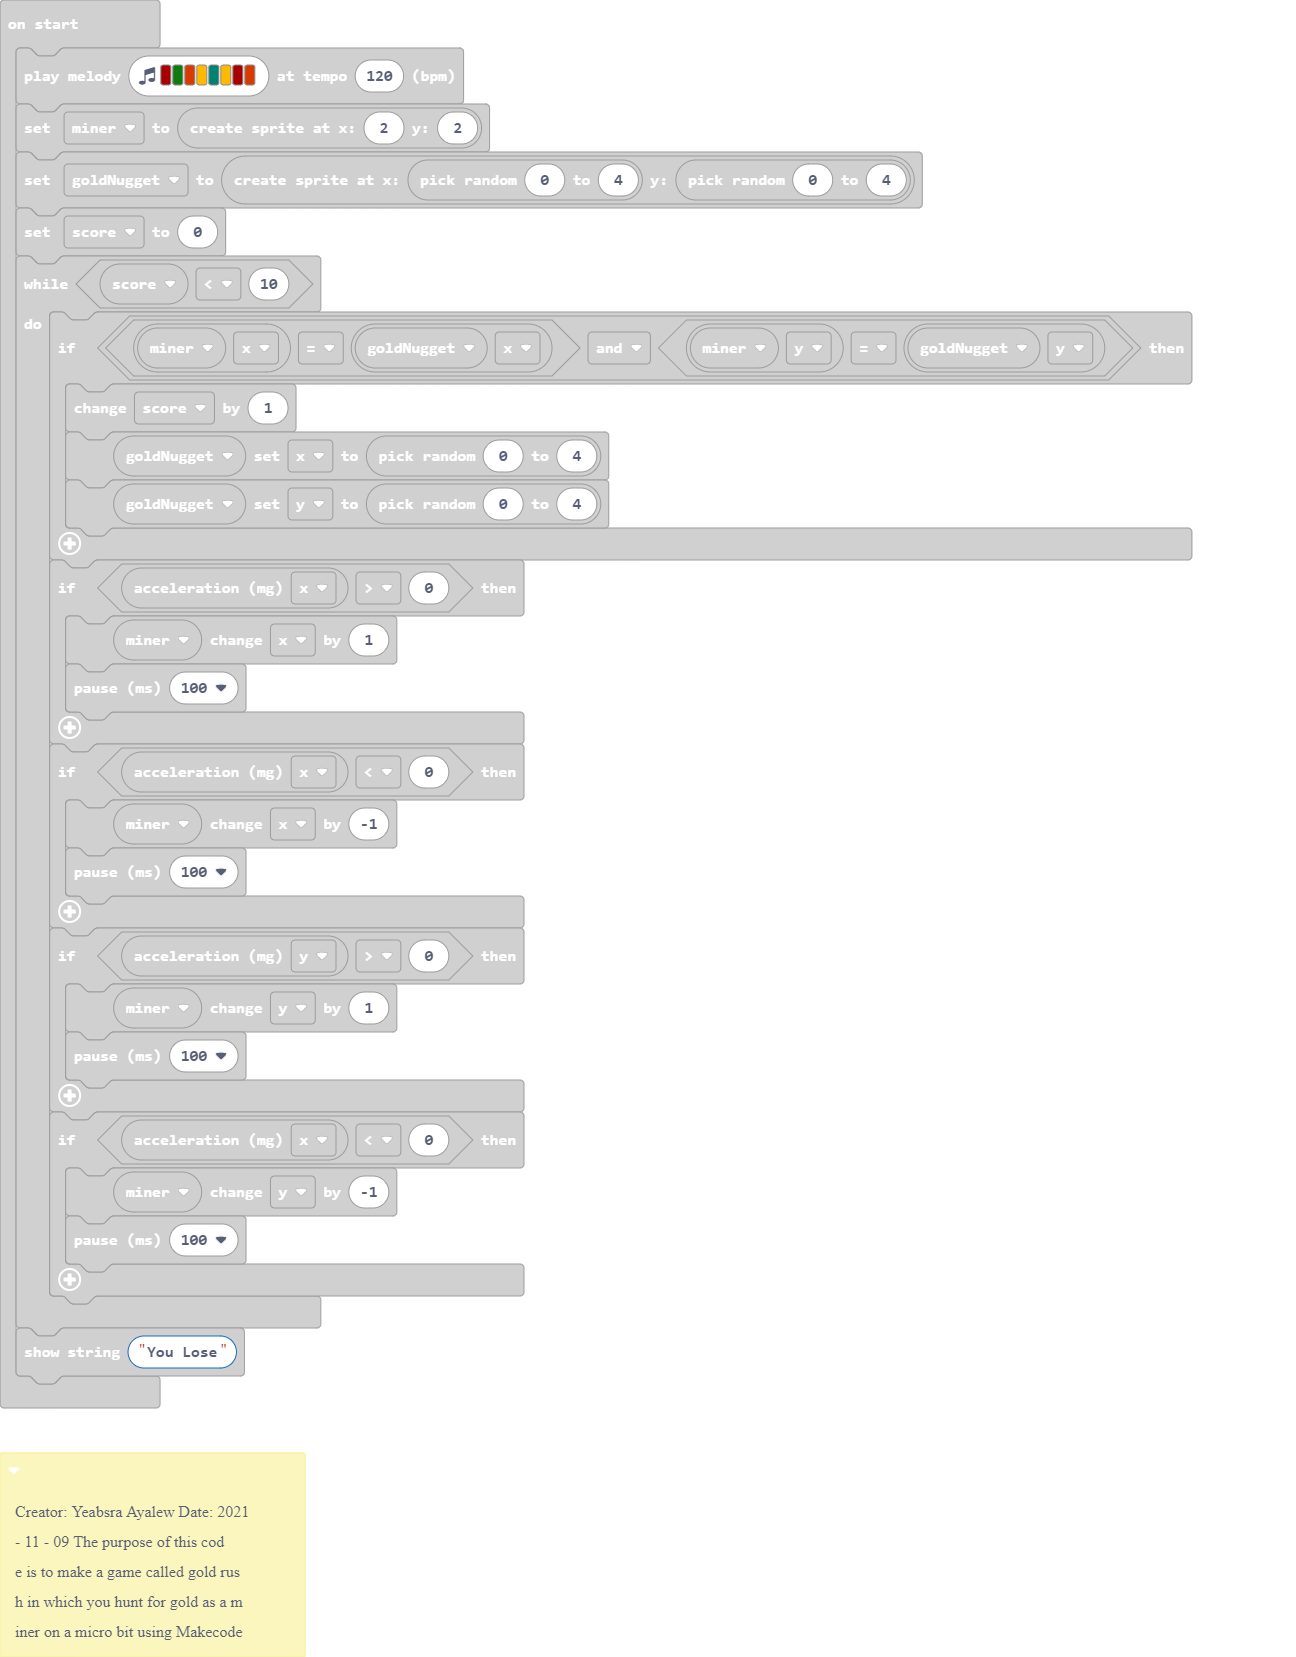 on start
play melody at tempo 120 (bpm)
set miner to create sprite at x: 2 y: 2
set goldNugget to create sprite at x: pick random 0 to 4 y: pick random 0 to 4
set score to 0
while score < 10
do
if miner x = goldNugget x and miner y = goldNugget y then
change score by 1
goldNugget set x to pick random 0 to 4
goldNugget set y to pick random 0 to 4
if acceleration (mg) x > 0 then
miner change x by 1
pause (ms) 100
if acceleration (mg) x < 0 then
miner change x by -1
pause (ms) 100
if acceleration (mg) y > 0 then
miner change y by 1
pause (ms) 100
if acceleration (mg) x < 0 then
miner change y by -1
pause (ms) 100
show string "You Lose"
Creator: Yeabsra Ayalew Date: 2021
- 11 - 09 The purpose of this cod
e is to make a game called gold rus
h in which you hunt for gold as a m
iner on a micro bit using Makecode